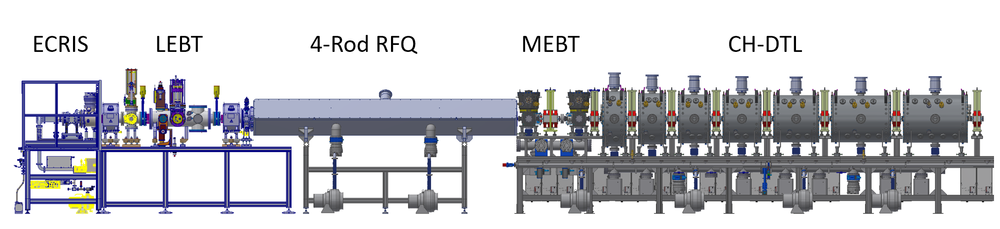 ECRIS
LEBT
4-Rod RFQ
MEBT
CH-DTL